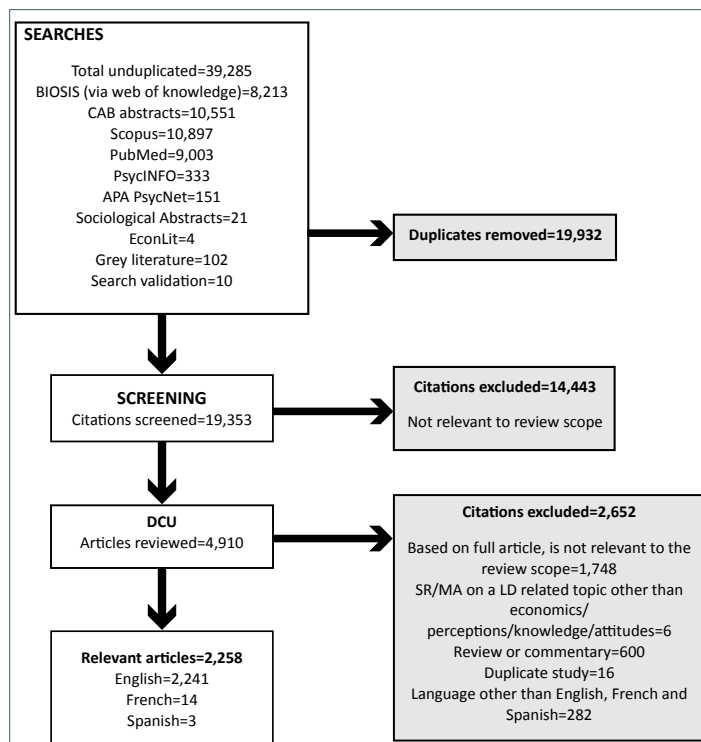 SEARCHES
Total unduplicated=39,285
BIOSIS (via web of knowledge)=8,213
CAB abstracts=10,551
Scopus=10,897
PubMed=9,003
PsycINFO=333
APA PsycNet=151
Sociological Abstracts=21
EconLit=4
Grey literature=102
Search validation=10
Duplicates removed=19,932
SCREENING
Citations screened=19,353
Citations excluded=14,443
Not relevant to review scope
DCU
Articles reviewed=4,910
Citations excluded=2,652
Based on full article, is not relevant to the
review scope=1,748
SR/MA on a LD related topic other than
economics/
perceptions/knowledge/attitudes=6
Review or commentary=600
Duplicate study=16
Language other than English, French and
Spanish=282
Relevant articles=2,258
English=2,241
French=14
Spanish=3